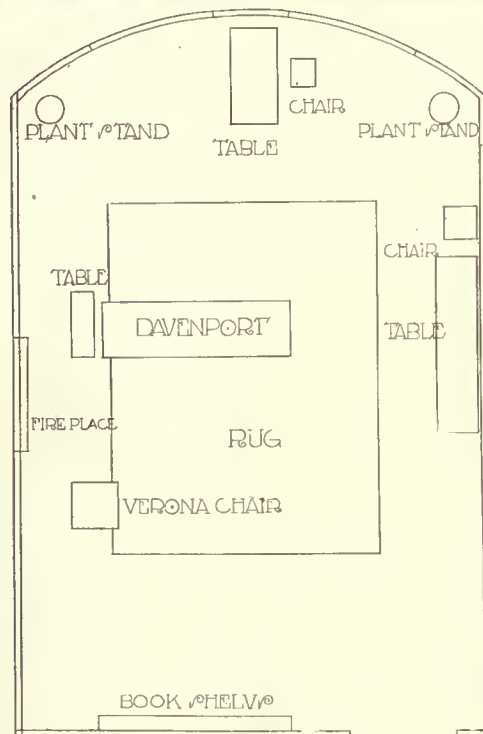 CHAIR
PLANT STAND
PLANT STAND
TABLE
CHAIR
TABLE
DAVENPORT
TABLE
FIRE PLACE
RUG
VERONA CHAIR
BOOK SHELVS